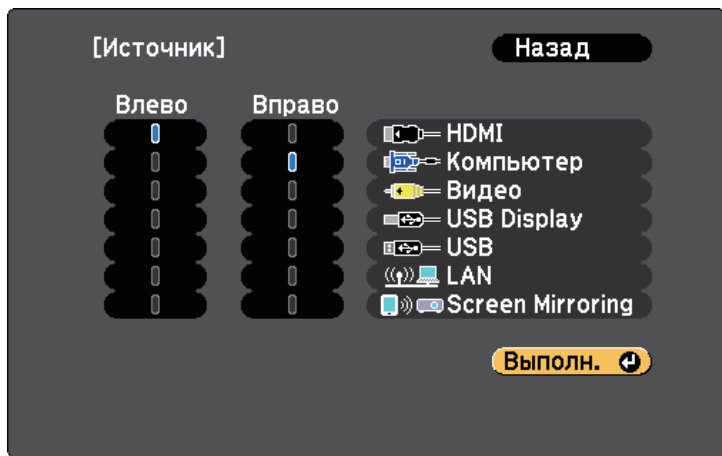 [Источник]
Назад
Влево Вправо
HDMI
Компьютер
Видео
USB Display
USB
LAN
Screen Mirroring
Выполн.